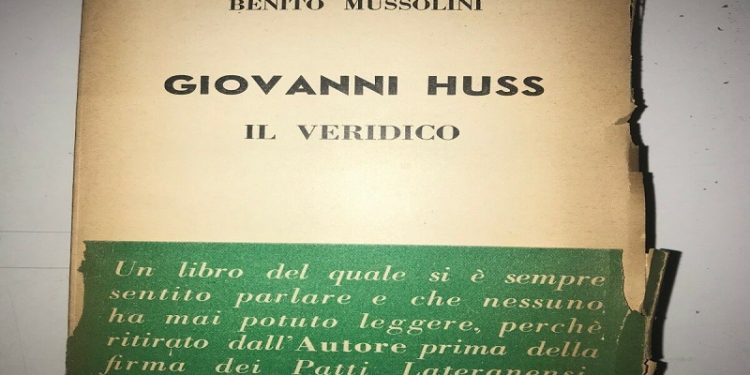 BENITO MUSSOLINI
GIOVANNI HUSS
IL VERIDICO
Un libro del quale si è sempre
sentito parlare e che nessuno
ha mai potuto leggere, perchè
ritirato dall'Autore prima della
firma dei Patti Lateranensi.